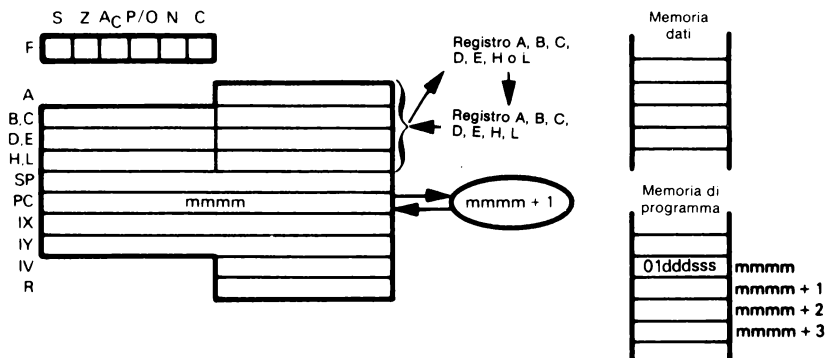 S Z AC P/O N C
F
A
B,C
D,E
H,L
SP
PC
IX
IY
IV
R
mmmm
Registro A, B, C,
D, E, H o L
Registro A, B, C,
D, E, H, L
mmmm + 1
Memoria
dati
Memoria di
programma
01dddsss
mmmm
mmmm + 1
mmmm + 2
mmmm + 3